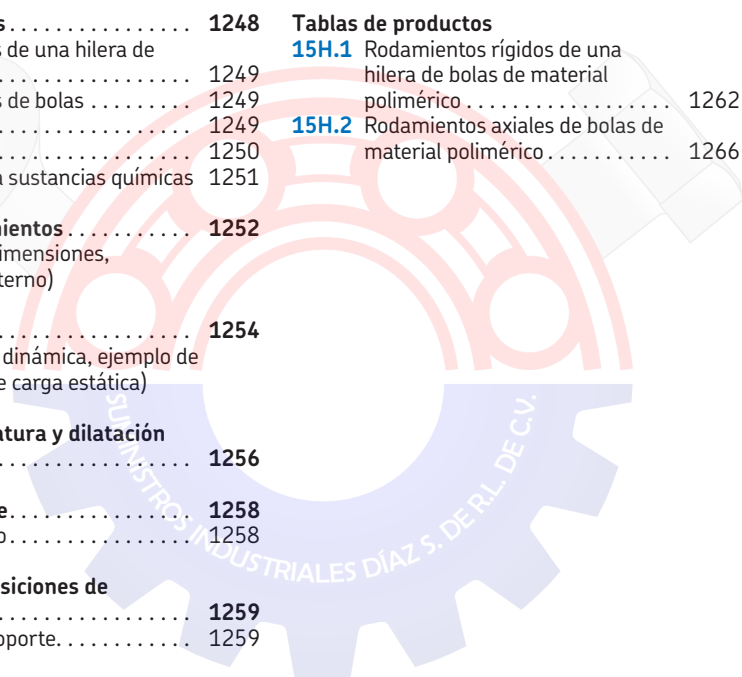 s . . . . . . . . . . . . . . . . . 1248
s de una hilera de
. . . . . . . . . . . . . . . . . . 1249
s de bolas . . . . . . . . . 1249
. . . . . . . . . . . . . . . . . . 1249
. . . . . . . . . . . . . . . . . . 1250
a sustancias químicas 1251
mientos . . . . . . . . . . . 1252
imensiones,
terno)
. . . . . . . . . . . . . . . . . . 1254
dinámica, ejemplo de
e carga estática)
atura y dilatación
. . . . . . . . . . . . . . . . . . 1256
e . . . . . . . . . . . . . . . . . 1258
o . . . . . . . . . . . . . . . . . 1258
siciones de
. . . . . . . . . . . . . . . . . . 1259
oporte. . . . . . . . . . . . . 1259
Tablas de productos
15H.1 Rodamientos rígidos de una
hilera de bolas de material
polimérico . . . . . . . . . . . . . . . . . . . 1262
15H.2 Rodamientos axiales de bolas de
material polimérico . . . . . . . . . . . 1266
SUMINISTROS INDUSTRIALES DÍAZ S. DE R.L. DE C.V.